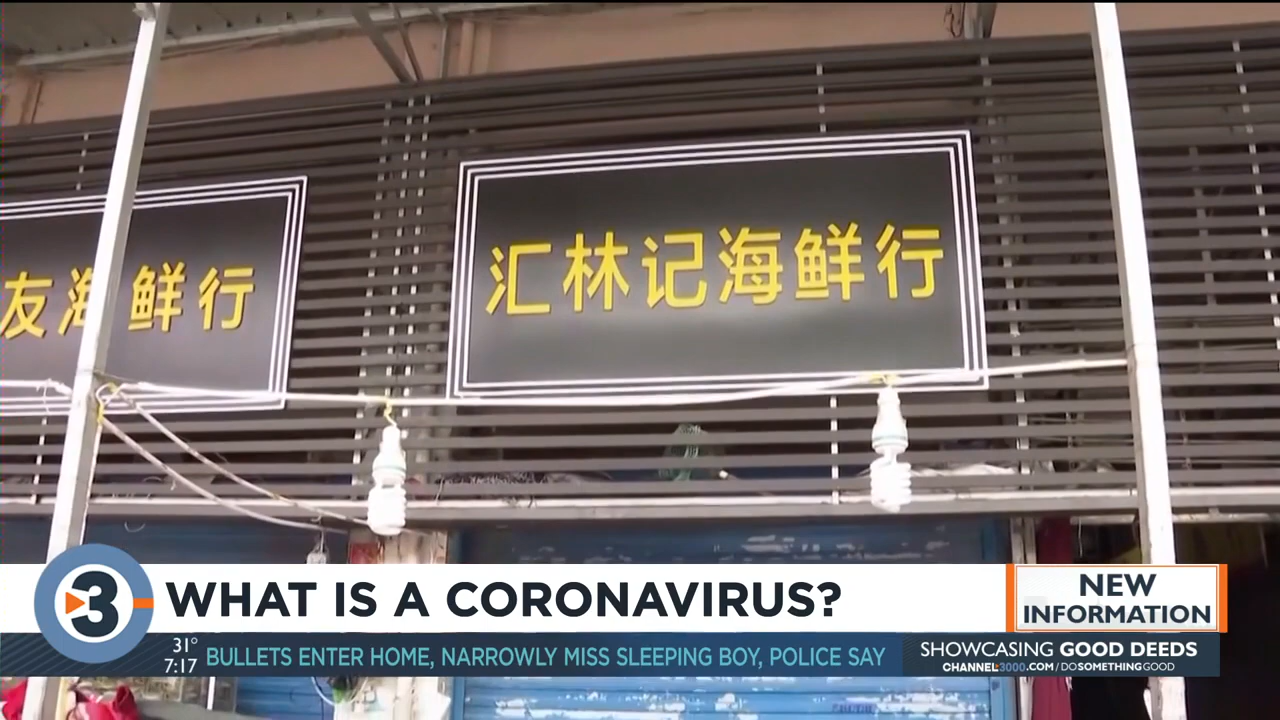 友海鲜行
汇林记海鲜行
3
WHAT IS A CORONAVIRUS?
NEW
INFORMATION
31°
7:17
BULLETS ENTER HOME, NARROWLY MISS SLEEPING BOY, POLICE SAY
SHOWCASING GOOD DEEDS
CHANNEL3000.COM / DOSOMETHINGGOOD